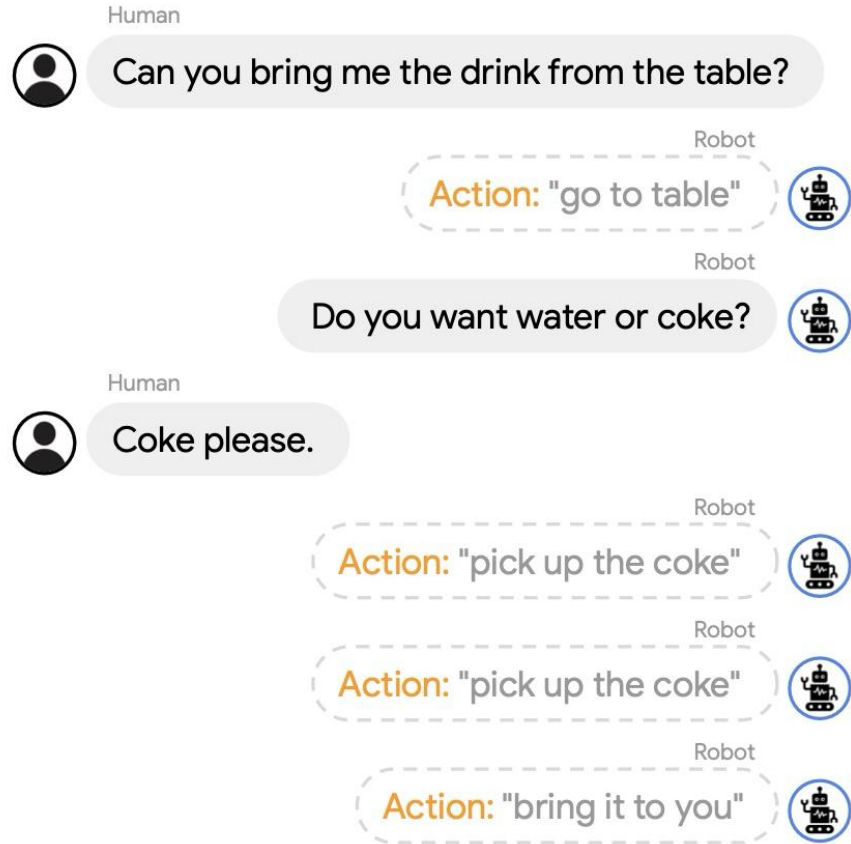 Human
Can you bring me the drink from the table?
Robot
Action: "go to table"
Robot
Do you want water or coke?
Human
Coke please.
Robot
Action: "pick up the coke"
Robot
Action: "pick up the coke"
Robot
Action: "bring it to you"